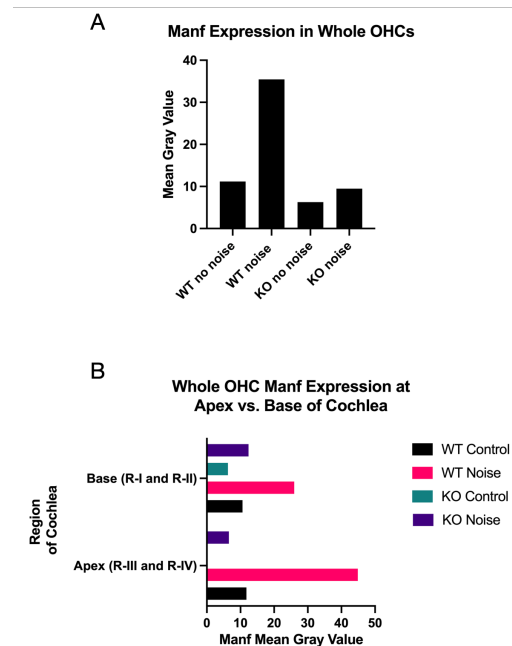 A
Manf Expression in Whole OHCs
Mean Gray Value
40
30
20
10
0
WT no noise
WT noise
KO no noise
KO noise
B
Whole OHC Manf Expression at
Apex vs. Base of Cochlea
Region
of Cochlea
Base (R-I and R-II)
Apex (R-III and R-IV)
0 10 20 30 40 50
Manf Mean Gray Value
WT Control
WT Noise
KO Control
KO Noise